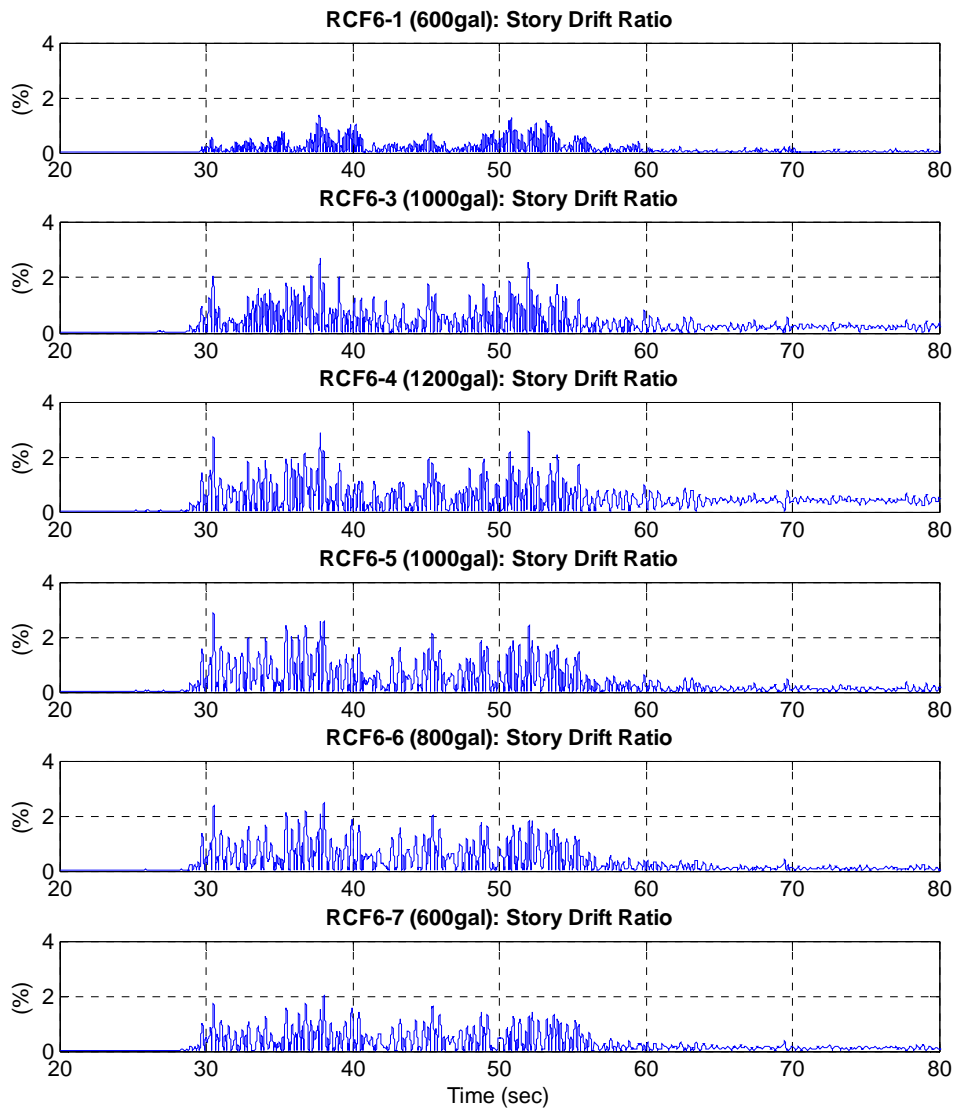 RCF6-1 (600gal): Story Drift Ratio
4
2
0
(%)
20 30 40 50 60 70 80
RCF6-3 (1000gal): Story Drift Ratio
4
2
0
(%)
20 30 40 50 60 70 80
RCF6-4 (1200gal): Story Drift Ratio
4
2
0
(%)
20 30 40 50 60 70 80
RCF6-5 (1000gal): Story Drift Ratio
4
2
0
(%)
20 30 40 50 60 70 80
RCF6-6 (800gal): Story Drift Ratio
4
2
0
(%)
20 30 40 50 60 70 80
RCF6-7 (600gal): Story Drift Ratio
4
2
0
(%)
20 30 40 50 60 70 80
Time (sec)